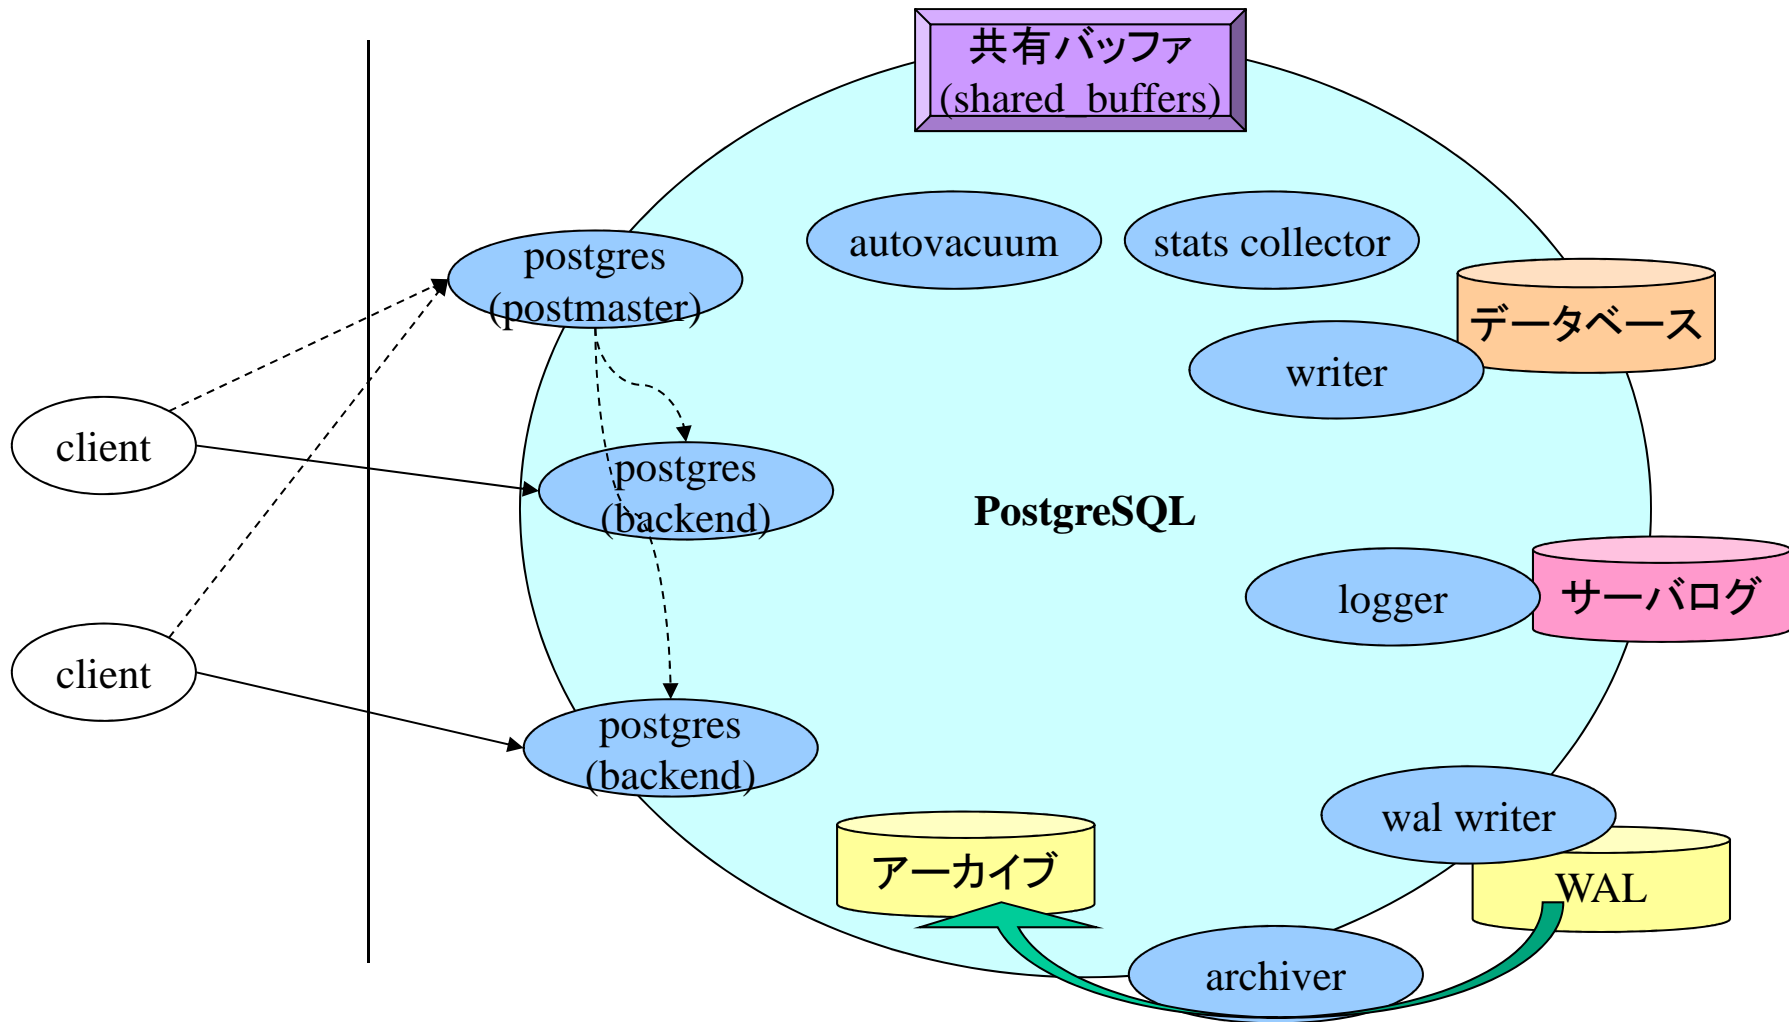 共有バッファ
(shared_buffers)
autovacuum
stats collector
postgres
(postmaster)
データベース
writer
client
postgres
(backend)
PostgreSQL
logger
サーバログ
client
postgres
(backend)
wal writer
アーカイブ
WAL
archiver